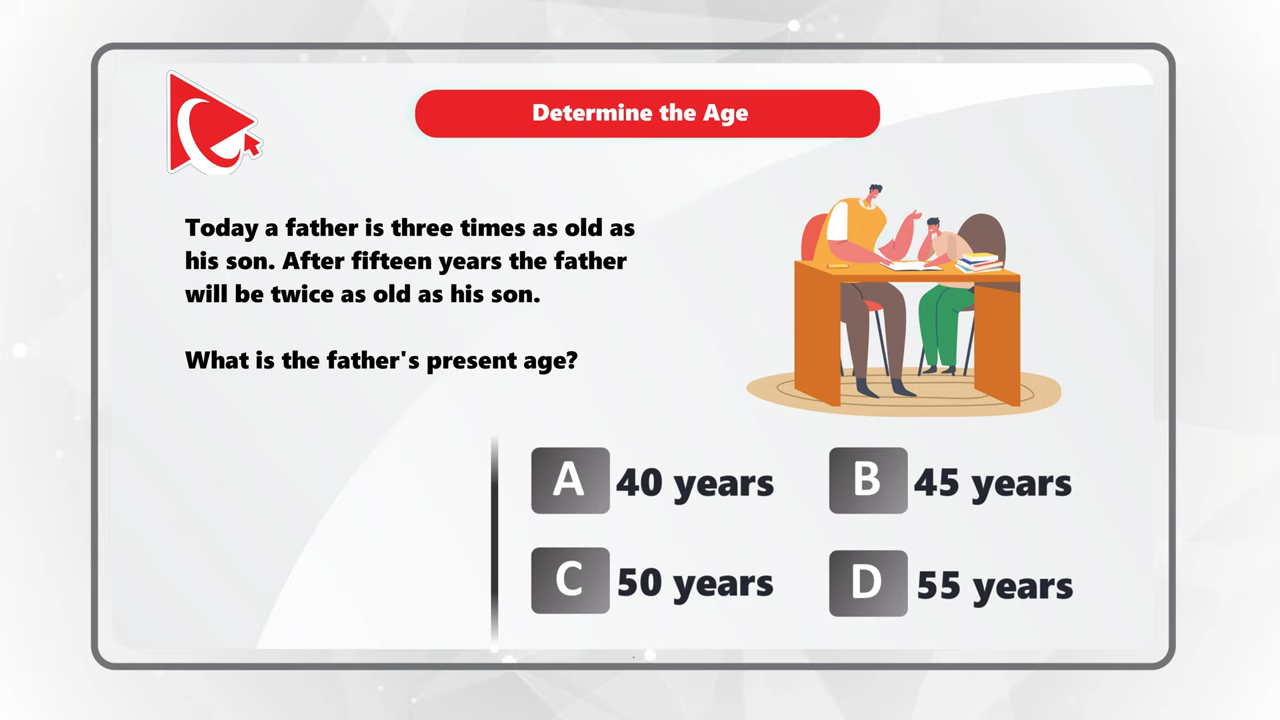 Determine the Age
Today a father is three times as old as
his son. After fifteen years the father
will be twice as old as his son.
What is the father's present age?
A 40 years
B 45 years
C 50 years
D 55 years